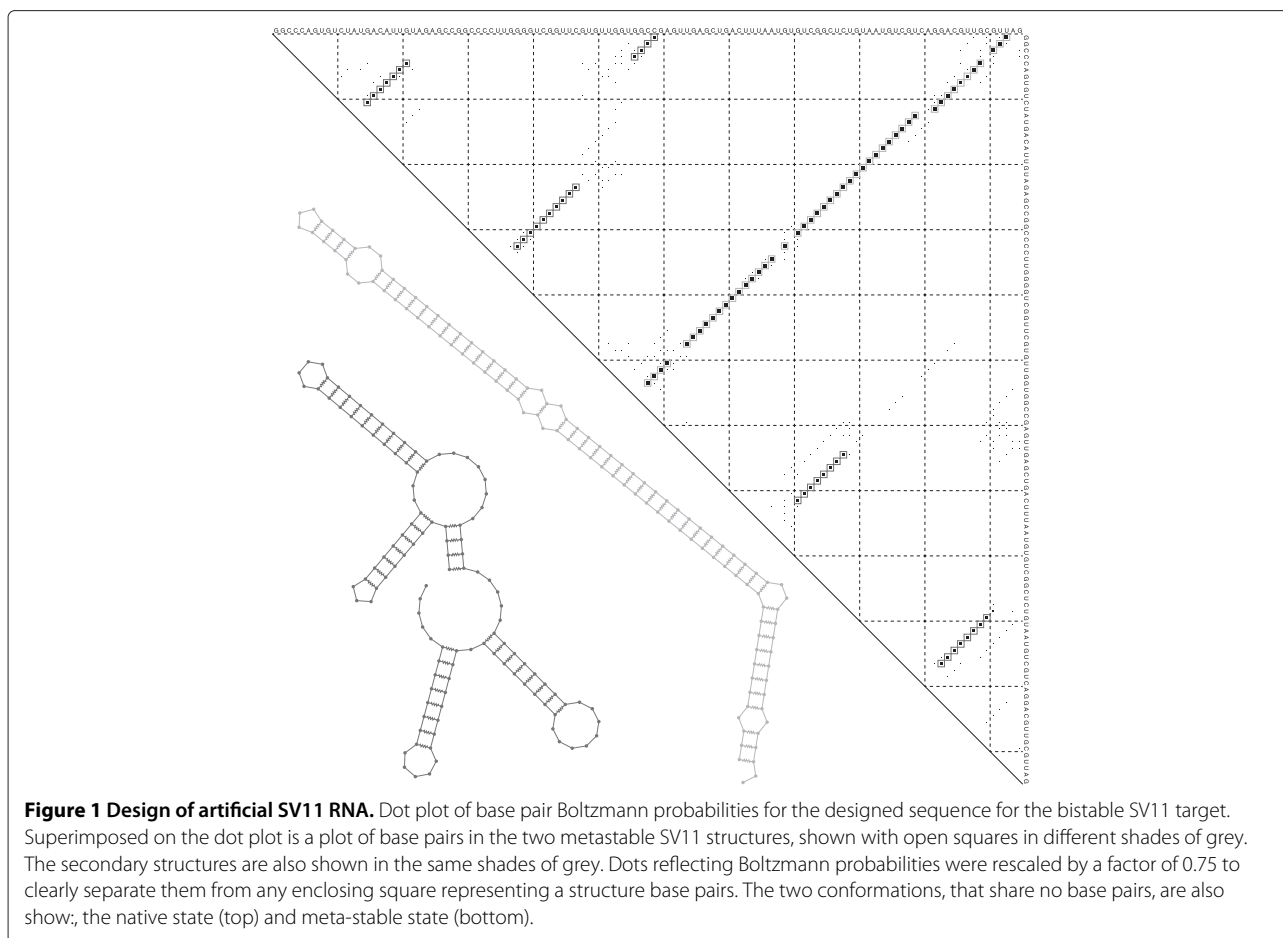 GGCCCAGUGUCUAUGACAUUGUAGAGCCGGCCCCUUGGGGUCGGUUCGUGUUGGUGGCCGAGUUGAGCUGACUUUAAUGUGUCGGCUCUGUAAUGUCGUCAGGACGUUGCGUUAG
GGCCCAGUGUCUAUGACAUUGUAGAGCCGGCCCCUUGGGGUCGGUUCGUGUUGGUGGCCGAGUUGAGCUGACUUUAAUGUGUCGGCUCUGUAAUGUCGUCAGGACGUUGCGUUAG
Figure 1 Design of artificial SV11 RNA. Dot plot of base pair Boltzmann probabilities for the designed sequence for the bistable SV11 target.
Superimposed on the dot plot is a plot of base pairs in the two metastable SV11 structures, shown with open squares in different shades of grey.
The secondary structures are also shown in the same shades of grey. Dots reflecting Boltzmann probabilities were rescaled by a factor of 0.75 to
clearly separate them from any enclosing square representing a structure base pairs. The two conformations, that share no base pairs, are also
show:, the native state (top) and meta-stable state (bottom).